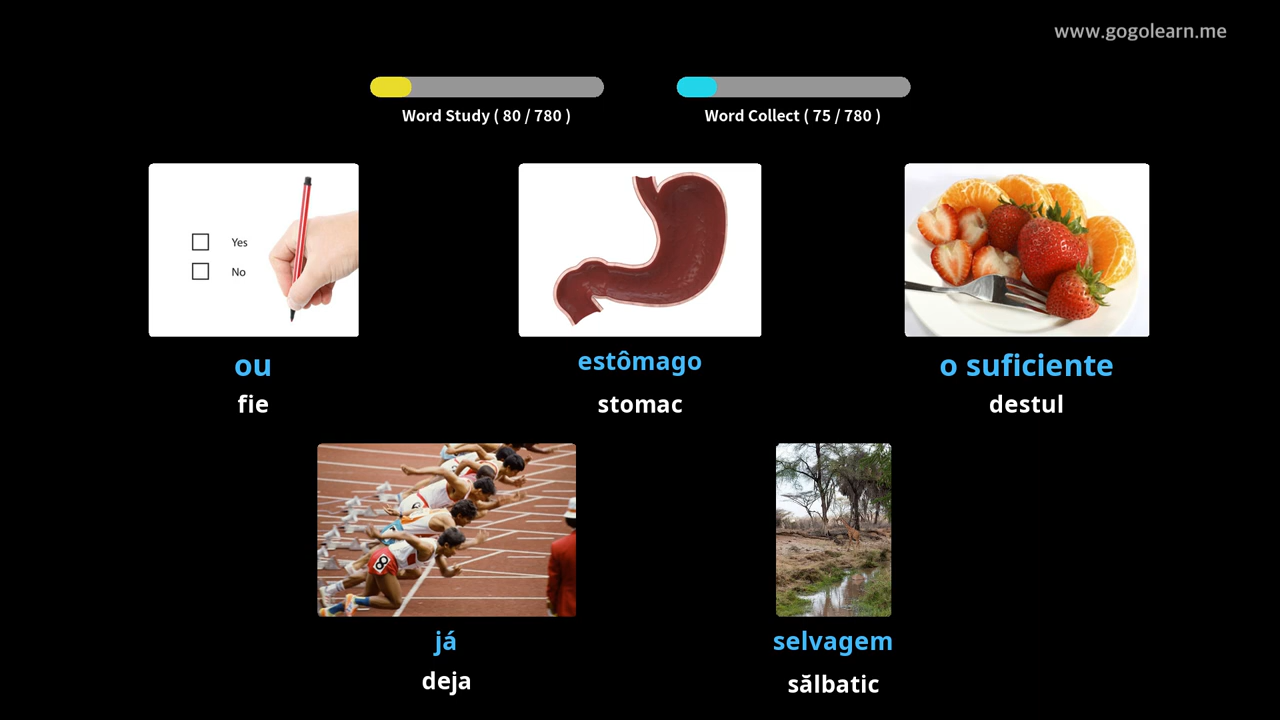 www.gogolearn.me
Word Study ( 80 / 780 )
Word Collect ( 75 / 780 )
Yes
No
ou
fie
estômago
stomac
o suficiente
destul
8
já
deja
selvagem
sălbatic